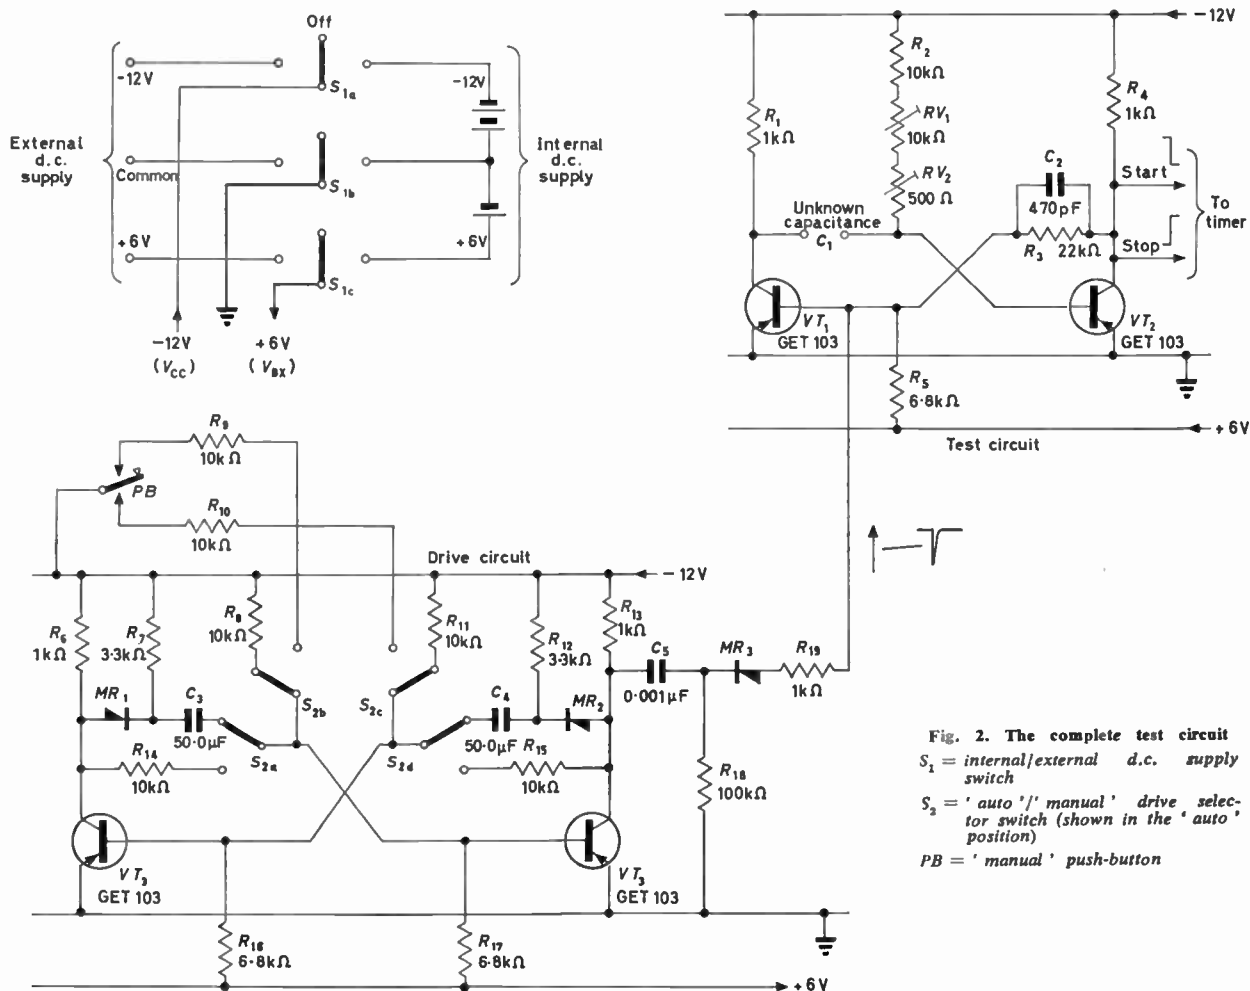 Off
-12V
S1a
-12V
External
d.c.
supply
Common
S1b
Internal
d.c.
supply
+6V
S1c
+6V
-12V
(VCC)
+6V
(VBX)
-12V
R2
10kΩ
R1
1kΩ
RV1
10kΩ
R4
1kΩ
RV2
500 Ω
C2
470pF
Start
Unknown
capacitance
C1
R3
22kΩ
Stop
To
timer
VT1
GET 103
VT2
GET 103
R5
6·8kΩ
+6V
Test circuit
R9
10kΩ
PB
R10
10kΩ
Drive circuit
-12V
R6
1kΩ
R7
3·3kΩ
R8
10kΩ
R11
10kΩ
R12
3·3kΩ
R13
1kΩ
MR1
C3
50·0μF
S2b
S2c
C4
50·0μF
MR2
C5
0·001μF
MR3
R19
1kΩ
R14
10kΩ
S2a
S2d
R15
10kΩ
R18
100kΩ
VT3
GET 103
VT3
GET 103
R16
6·8kΩ
R17
6·8kΩ
+6V
Fig. 2. The complete test circuit
S1 = internal/external d.c. supply
switch
S2 = 'auto'/'manual' drive selec-
tor switch (shown in the 'auto'
position)
PB = 'manual' push-button